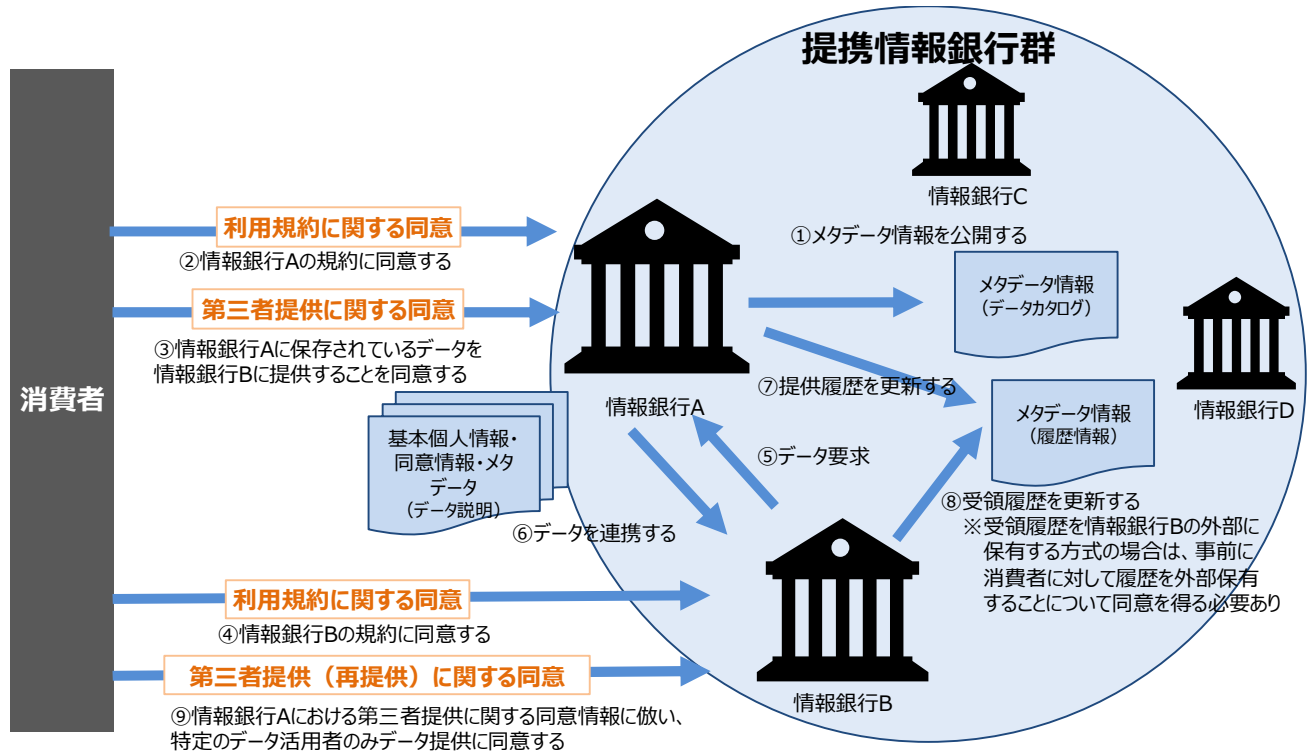 提携情報銀行群
情報銀行C
①メタデータ情報を公開する
メタデータ情報
(データカタログ)
情報銀行D
消費者
利用規約に関する同意
②情報銀行Aの規約に同意する
第三者提供に関する同意
③情報銀行Aに保存されているデータを
情報銀行Bに提供することを同意する
情報銀行A
⑦提供履歴を更新する
メタデータ情報
(履歴情報)
基本個人情報・
同意情報・メタ
データ
(データ説明)
⑤データ要求
⑥データを連携する
⑧受領履歴を更新する
※受領履歴を情報銀行Bの外部に
保有する方式の場合は、事前に
消費者に対して履歴を外部保有
することについて同意を得る必要あり
利用規約に関する同意
④情報銀行Bの規約に同意する
第三者提供（再提供）に関する同意
⑨情報銀行Aにおける第三者提供に関する同意情報に倣い、
特定のデータ活用者のみデータ提供に同意する
情報銀行B